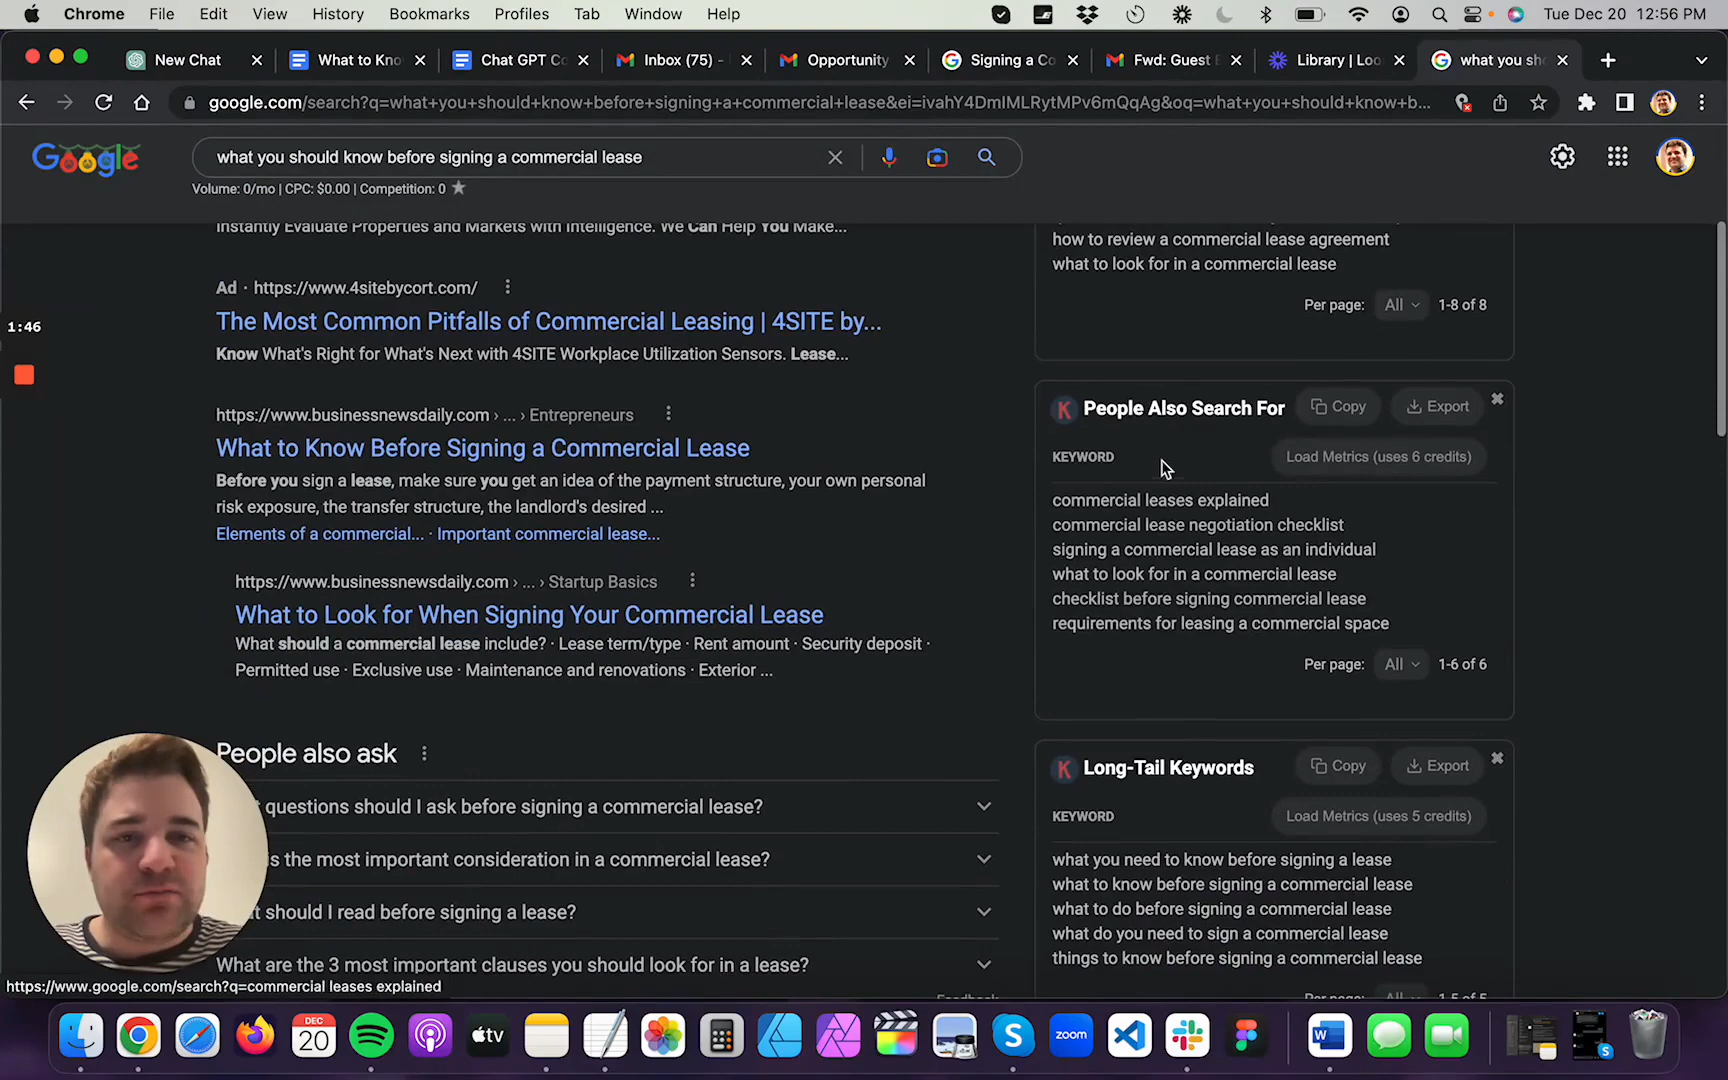 Chrome File Edit View History Bookmarks Profiles Tab Window Help Tue Dec 20 12:56 PM
New Chat What to Kno Chat GPT Co Inbox (75) - Opportunity Signing a Co Fwd: Guest Library | Loo what you sh
google.com/search?q=what+you+should+know+before+signing+a+commercial+lease&ei=ivahY4DmIMLRytMPv6mQqAg&oq=what+you+should+know+b...
Google what you should know before signing a commercial lease
Volume: 0/mo | CPC: $0.00 | Competition: 0
Instantly Evaluate Properties and Markets with Intelligence. We Can Help You Make...
Ad · https://www.4sitebycort.com/
The Most Common Pitfalls of Commercial Leasing | 4SITE by...
Know What's Right for What's Next with 4SITE Workplace Utilization Sensors. Lease...
https://www.businessnewsdaily.com › ... › Entrepreneurs
What to Know Before Signing a Commercial Lease
Before you sign a lease, make sure you get an idea of the payment structure, your own personal
risk exposure, the transfer structure, the landlord's desired ...
Elements of a commercial... · Important commercial lease...
https://www.businessnewsdaily.com › ... › Startup Basics
What to Look for When Signing Your Commercial Lease
What should a commercial lease include? · Lease term/type · Rent amount · Security deposit ·
Permitted use · Exclusive use · Maintenance and renovations · Exterior ...
People also ask
questions should I ask before signing a commercial lease?
is the most important consideration in a commercial lease?
should I read before signing a lease?
What are the 3 most important clauses you should look for in a lease?
Feedback
https://www.google.com/search?q=commercial leases explained
1:46
how to review a commercial lease agreement
what to look for in a commercial lease
Per page: All 1-8 of 8
K People Also Search For Copy Export
KEYWORD Load Metrics (uses 6 credits)
commercial leases explained
commercial lease negotiation checklist
signing a commercial lease as an individual
what to look for in a commercial lease
checklist before signing commercial lease
requirements for leasing a commercial space
Per page: All 1-6 of 6
K Long-Tail Keywords Copy Export
KEYWORD Load Metrics (uses 5 credits)
what you need to know before signing a lease
what to know before signing a commercial lease
what to do before signing a commercial lease
what do you need to sign a commercial lease
things to know before signing a commercial lease
Per page: All 1-5 of 5
DEC
20
tv
zoom